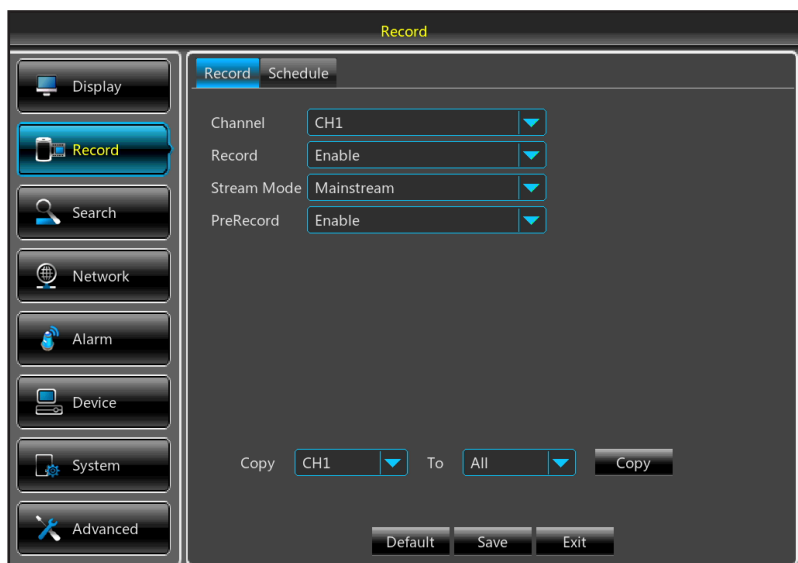 Record
Display
Record
Search
Network
Alarm
Device
System
Advanced
Record Schedule
Channel CH1
Record Enable
Stream Mode Mainstream
PreRecord Enable
Copy CH1 To All Copy
Default Save Exit